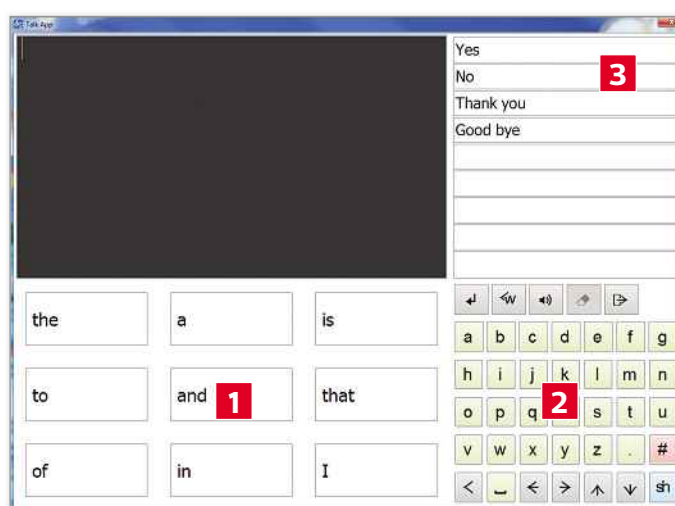 Talk App
Yes
No
3
Thank you
Good bye
the a is
to and 1 that
of in I
W
a b c d e f g
h i j k l m n
o p q 2 s t u
v w x y z . #
sh